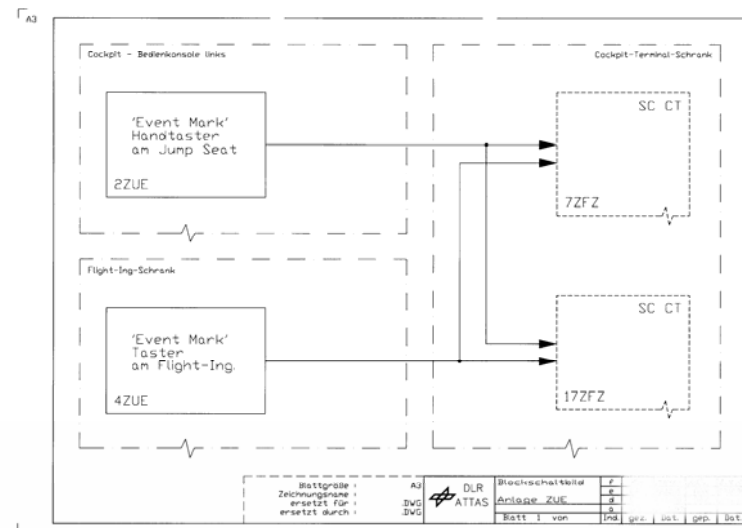 A3
Cockpit - Bedienkonsole links
'Event Mark'
Handtaster
am Jump Seat
2ZUE
Cockpit-Terminal-Schrank
SC CT
7ZFZ
Flight-Ing-Schrank
'Event Mark'
Taster
am Flight-Ing.
4ZUE
SC CT
17ZFZ
Blattgröße : A3
Zeichnungsname :
ersetzt für : .DWG
ersetzt durch : .DWG
DLR
ATTAS
Blockschaltbild
Anlage ZUE
Blatt 1 von
f
e
d
a
Ind. gez. Dat. gep. Dat.